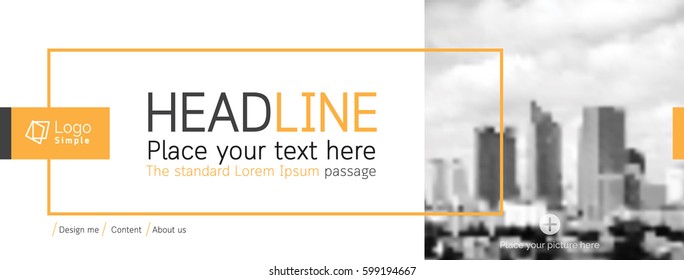 Logo
Simple
HEADLINE
Place your text here
The standard Lorem Ipsum passage
/ Design me / Content / About us
Place your picture here
shutterstock.com · 599194667